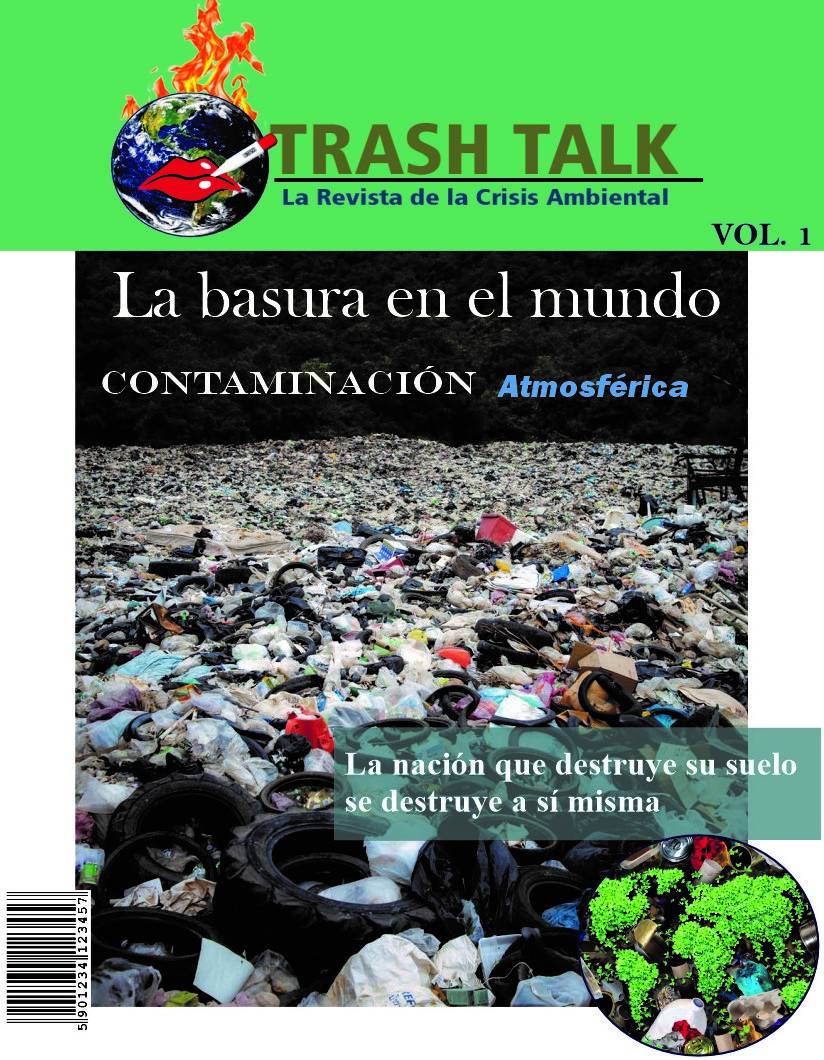 TRASH TALK
La Revista de la Crisis Ambiental
VOL. 1
La basura en el mundo
CONTAMINACIÓN Atmosférica
La nación que destruye su suelo
se destruye a sí misma
5 901234 123457